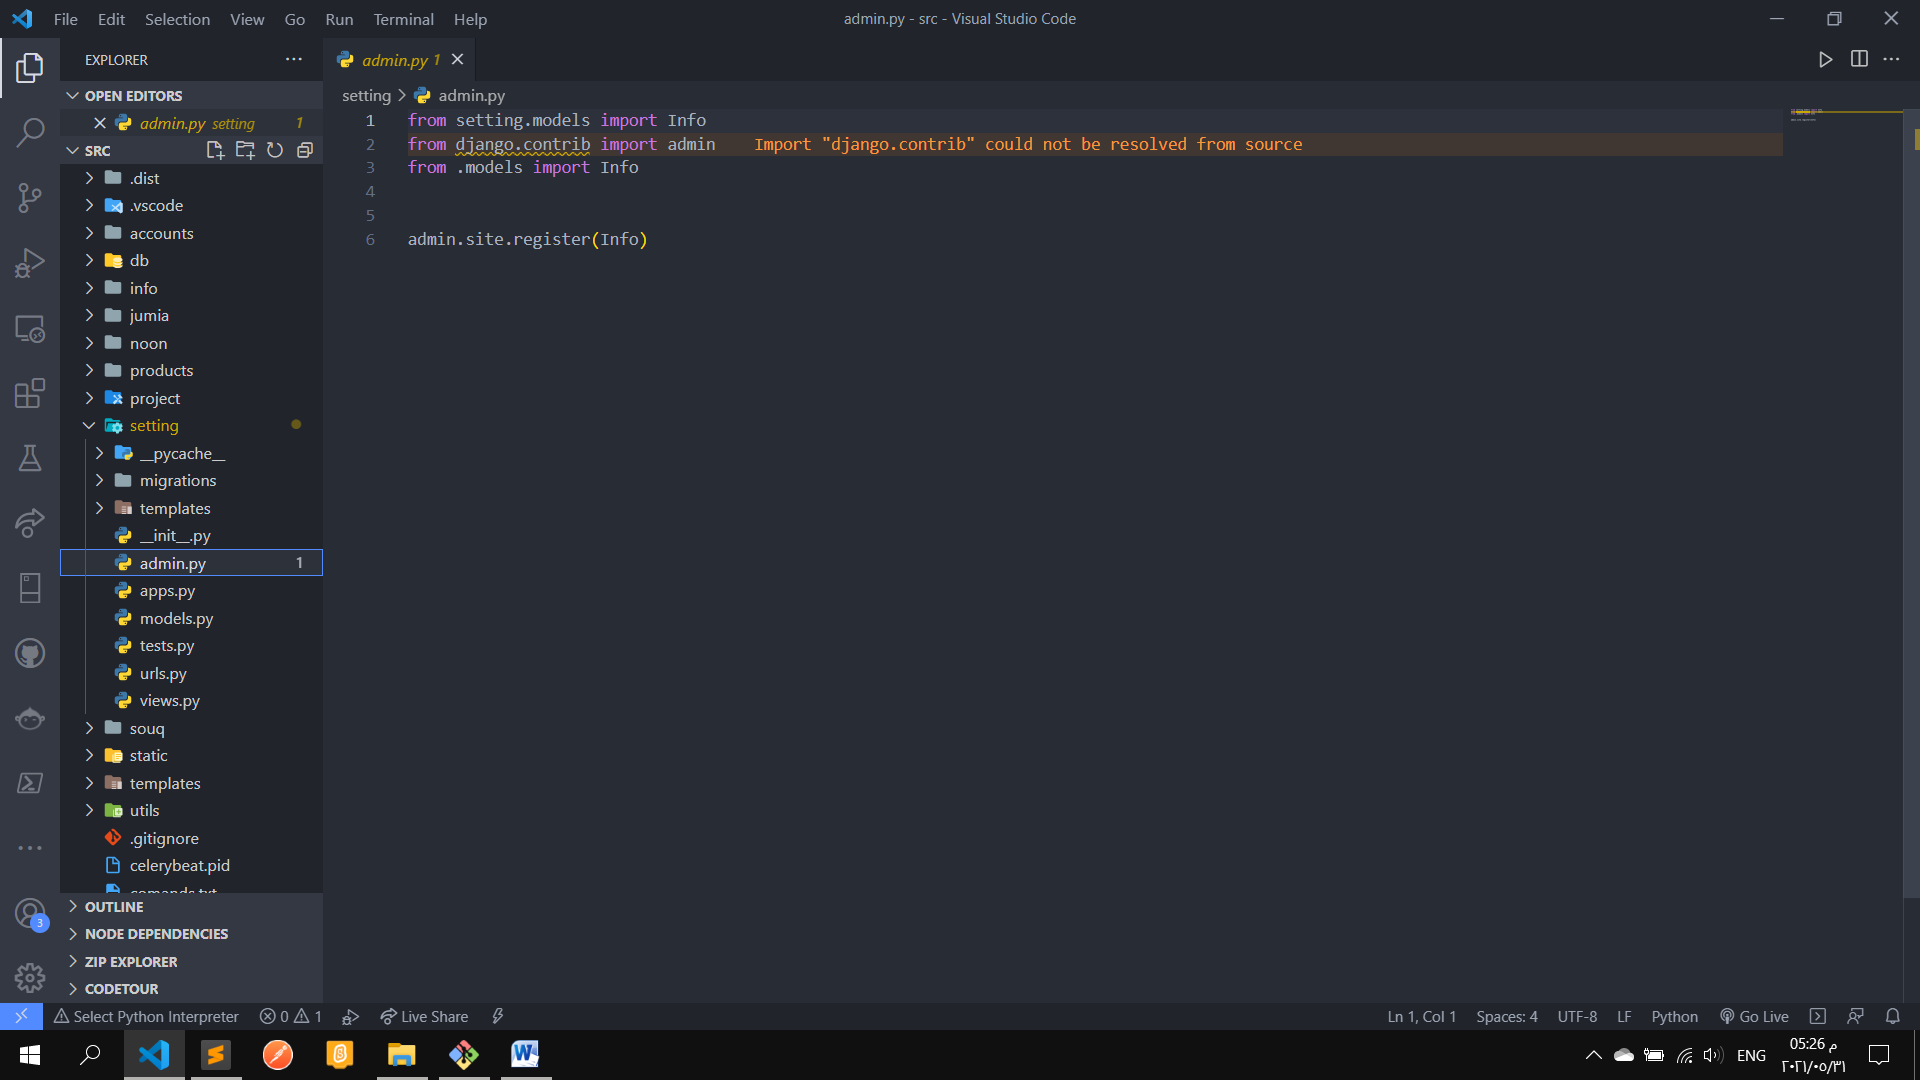 File Edit Selection View Go Run Terminal Help
admin.py - src - Visual Studio Code
EXPLORER
OPEN EDITORS
admin.py setting 1
SRC
.dist
.vscode
accounts
db
info
jumia
noon
products
project
setting
__pycache__
migrations
templates
__init__.py
admin.py 1
apps.py
models.py
tests.py
urls.py
views.py
souq
static
templates
utils
.gitignore
celerybeat.pid
comands.txt
OUTLINE
NODE DEPENDENCIES
ZIP EXPLORER
CODETOUR
3
admin.py 1
setting > admin.py
1 from setting.models import Info
2 from django.contrib import admin Import "django.contrib" could not be resolved from source
3 from .models import Info
4
5
6 admin.site.register(Info)
Select Python Interpreter 0 1 Live Share
Ln 1, Col 1 Spaces: 4 UTF-8 LF Python Go Live
ENG
05:26 م
٢٠٢١/٠٥/٣١